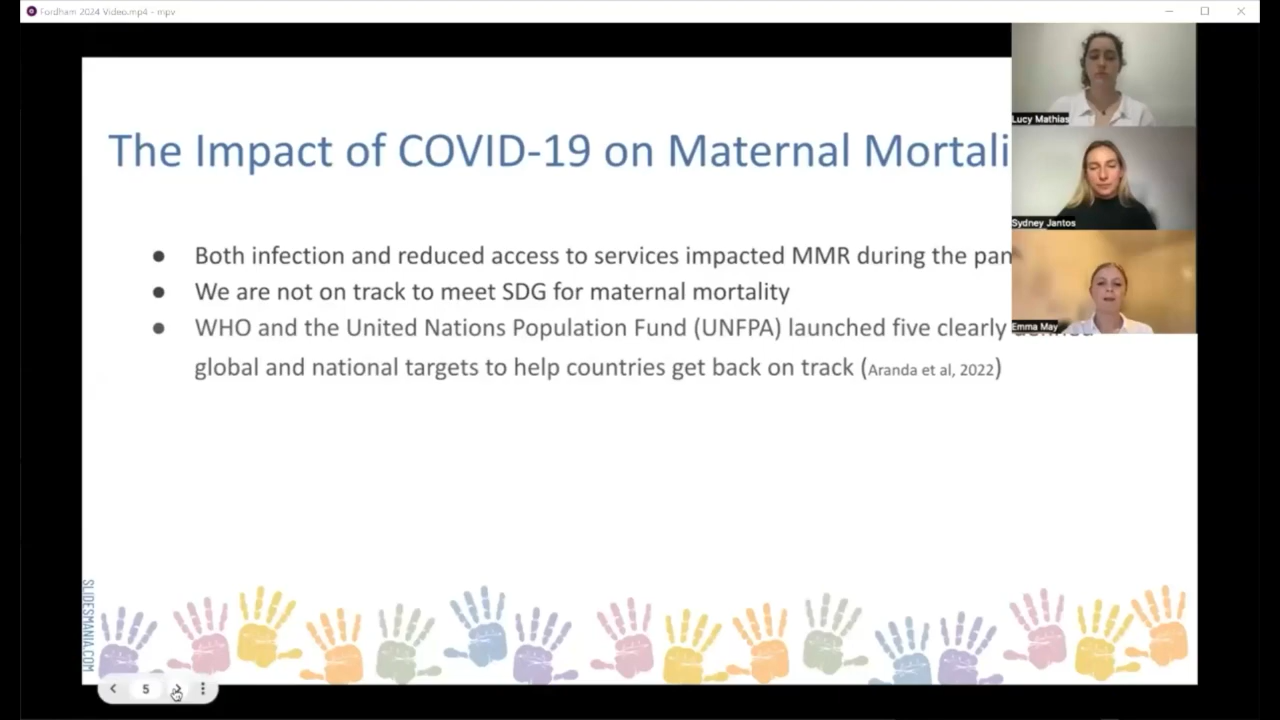 Fordham 2024 Video.mp4 - mpv
The Impact of COVID-19 on Maternal Mortali
Lucy Mathias
Sydney Jantos
Emma May
● Both infection and reduced access to services impacted MMR during the pan
● We are not on track to meet SDG for maternal mortality
● WHO and the United Nations Population Fund (UNFPA) launched five clearly defined
global and national targets to help countries get back on track (Aranda et al, 2022)
SLIDESMANIA.COM
5